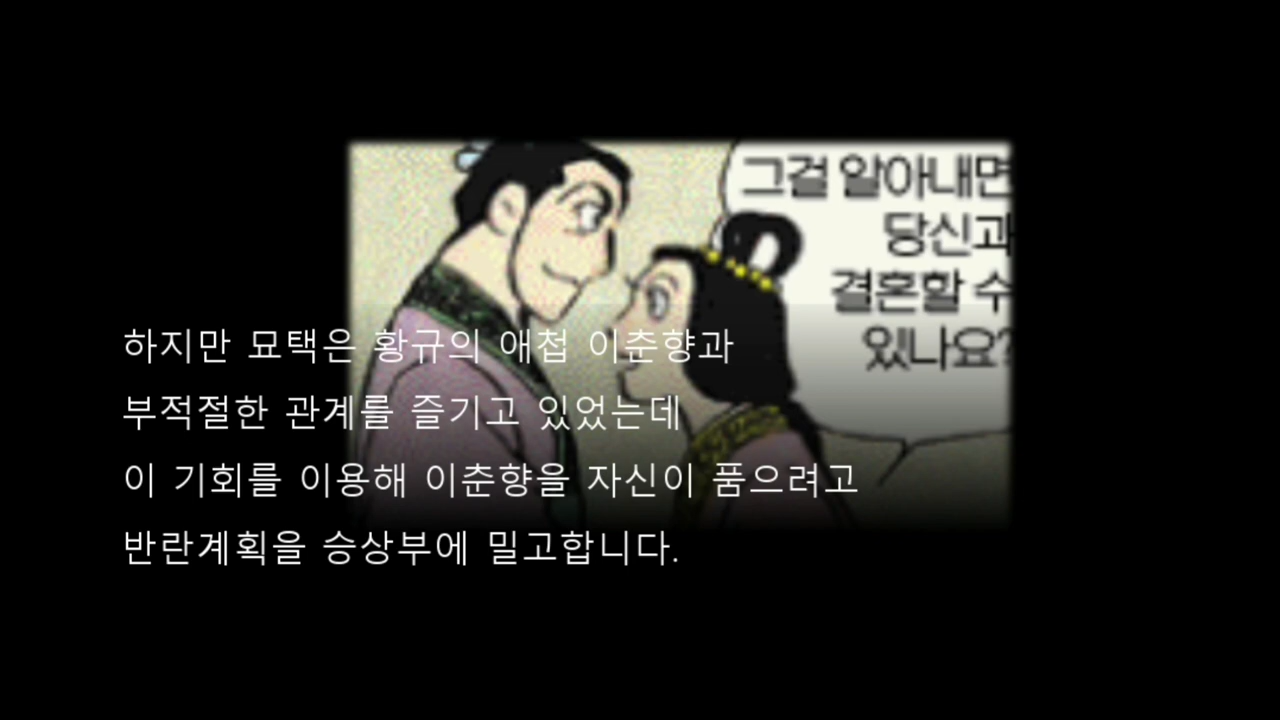 그걸 알아내면
당신과
결혼할 수
있나요?
하지만 묘택은 황규의 애첩 이춘향과
부적절한 관계를 즐기고 있었는데
이 기회를 이용해 이춘향을 자신이 품으려고
반란계획을 승상부에 밀고합니다.